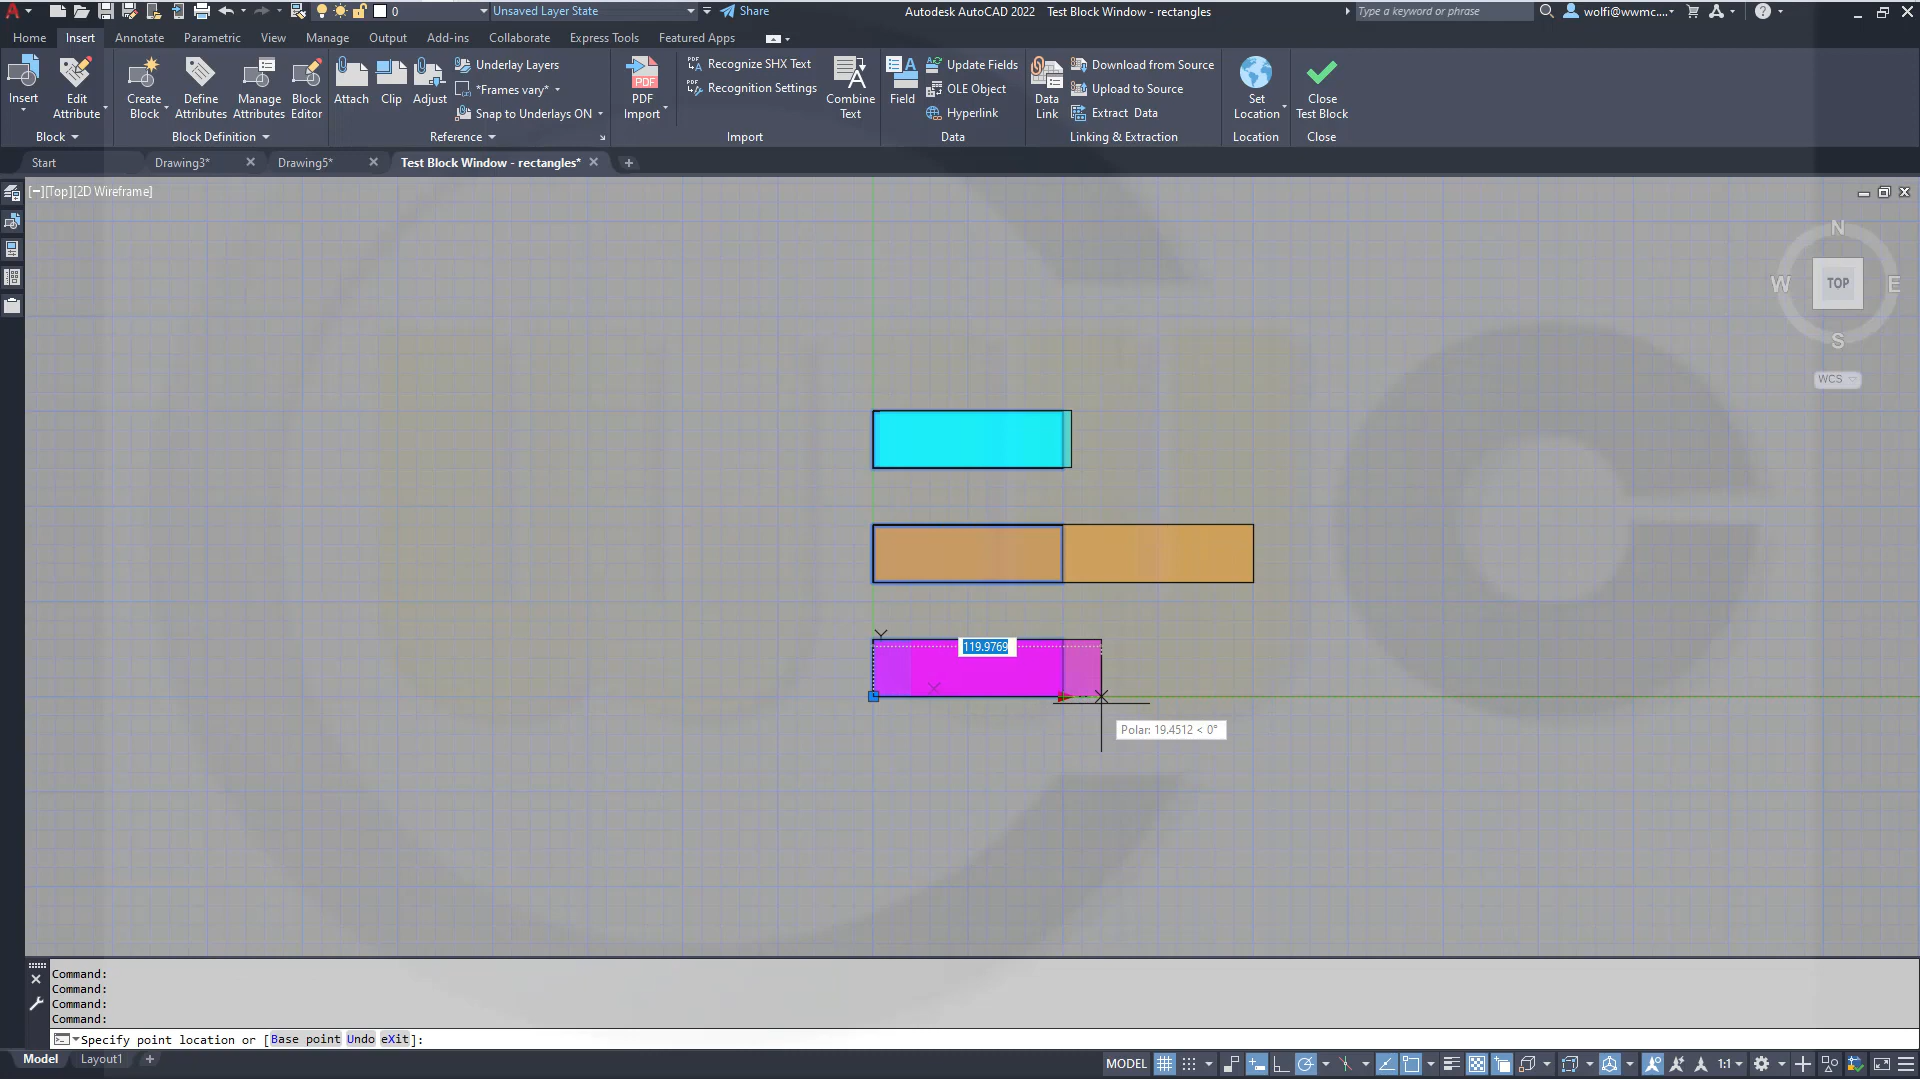 A 0 Unsaved Layer State Share Autodesk AutoCAD 2022 Test Block Window - rectangles Type a keyword or phrase wolfi@wwmc....
Home Insert Annotate Parametric View Manage Output Add-ins Collaborate Express Tools Featured Apps
Underlay Layers Recognize SHX Text Update Fields Download from Source
*Frames vary* Recognition Settings OLE Object Upload to Source
Snap to Underlays ON Hyperlink Extract Data
Insert Edit Attribute Create Block Define Attributes Manage Attributes Block Editor Attach Clip Adjust PDF Import Combine Text Field Data Link Set Location Close Test Block
Block Block Definition Reference Import Data Linking & Extraction Location Close
Start Drawing3* Drawing5* Test Block Window - rectangles*
[−][Top][2D Wireframe]
N
W TOP E
S
WCS
119.9769
Polar: 19.4512 < 0°
Command:
Command:
Command:
Command:
Specify point location or [Base point Undo eXit]:
Model Layout1 + MODEL 1:1